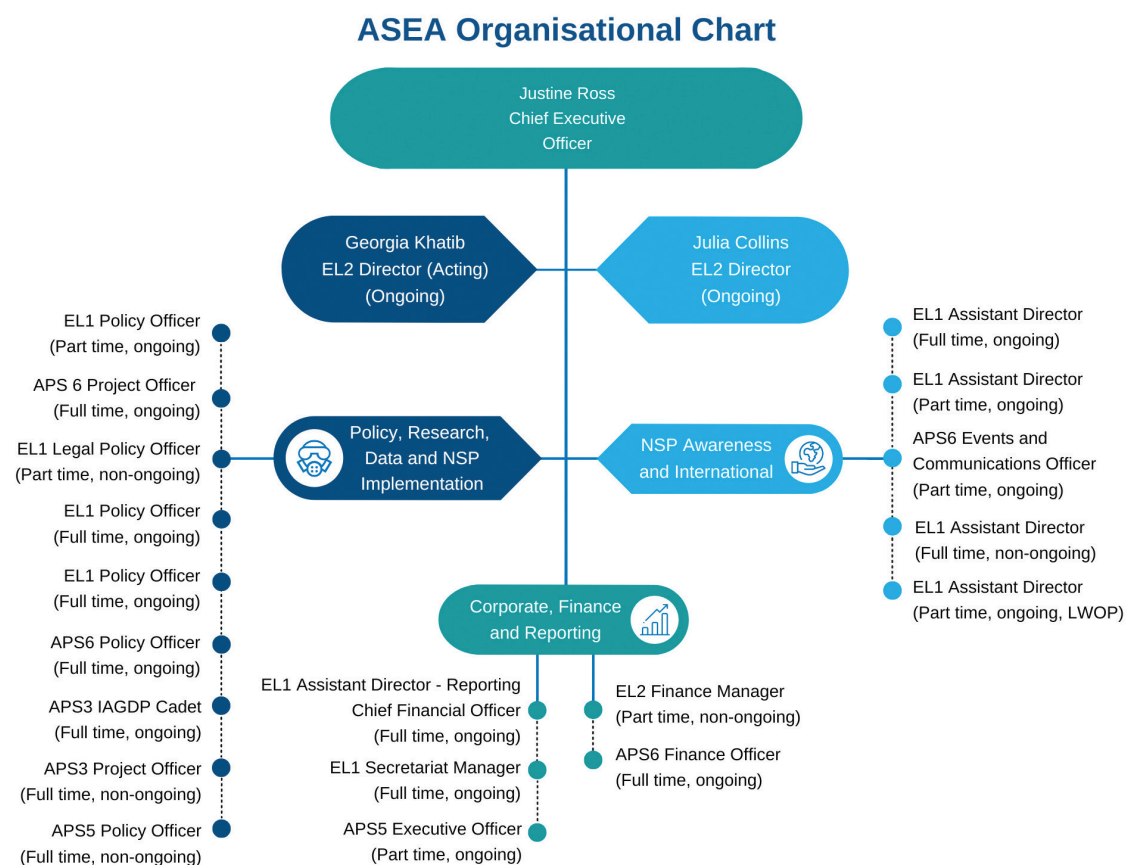 ASEA Organisational Chart
Justine Ross
Chief Executive
Officer
Georgia Khatib
EL2 Director (Acting)
(Ongoing)
Julia Collins
EL2 Director
(Ongoing)
EL1 Policy Officer
(Part time, ongoing)
APS 6 Project Officer
(Full time, ongoing)
EL1 Legal Policy Officer
(Part time, non-ongoing)
EL1 Policy Officer
(Full time, ongoing)
EL1 Policy Officer
(Full time, ongoing)
APS6 Policy Officer
(Full time, ongoing)
APS3 IAGDP Cadet
(Full time, ongoing)
APS3 Project Officer
(Full time, non-ongoing)
APS5 Policy Officer
(Full time, non-ongoing)
Policy, Research,
Data and NSP
Implementation
NSP Awareness
and International
EL1 Assistant Director
(Full time, ongoing)
EL1 Assistant Director
(Part time, ongoing)
APS6 Events and
Communications Officer
(Part time, ongoing)
EL1 Assistant Director
(Full time, non-ongoing)
EL1 Assistant Director
(Part time, ongoing, LWOP)
Corporate, Finance
and Reporting
EL1 Assistant Director - Reporting
Chief Financial Officer
(Full time, ongoing)
EL1 Secretariat Manager
(Full time, ongoing)
APS5 Executive Officer
(Part time, ongoing)
EL2 Finance Manager
(Part time, non-ongoing)
APS6 Finance Officer
(Full time, ongoing)